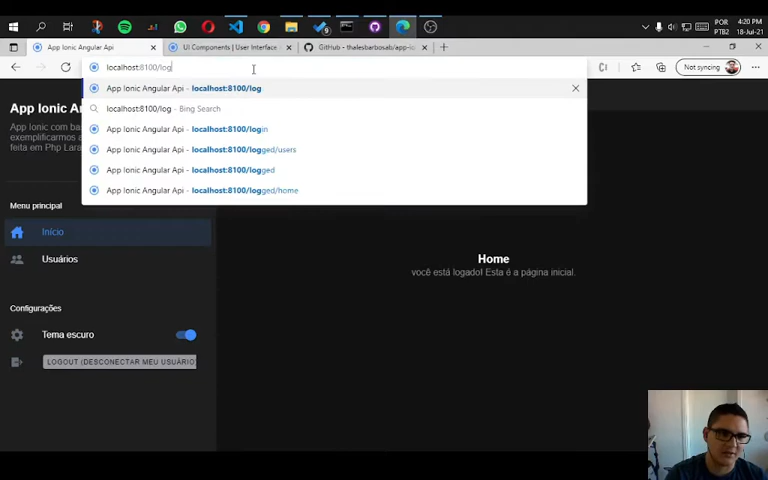 POR
PTB2
4:20 PM
18-Jul-21
App Ionic Angular Api
UI Components | User Interface
GitHub - thalesbarbosab/app-io
localhost:8100/log
Not syncing
App Ionic Angular Api - localhost:8100/log
localhost:8100/log - Bing Search
App Ionic Angular Api - localhost:8100/login
App Ionic Angular Api - localhost:8100/logged/users
App Ionic Angular Api - localhost:8100/logged
App Ionic Angular Api - localhost:8100/logged/home
App Ionic An
App Ionic com bas
exemplificarmos a
feita em Php Lara
Menu principal
Início
Usuários
Configurações
Tema escuro
LOGOUT (DESCONECTAR MEU USUÁRIO
Home
você está logado! Esta é a página inicial.